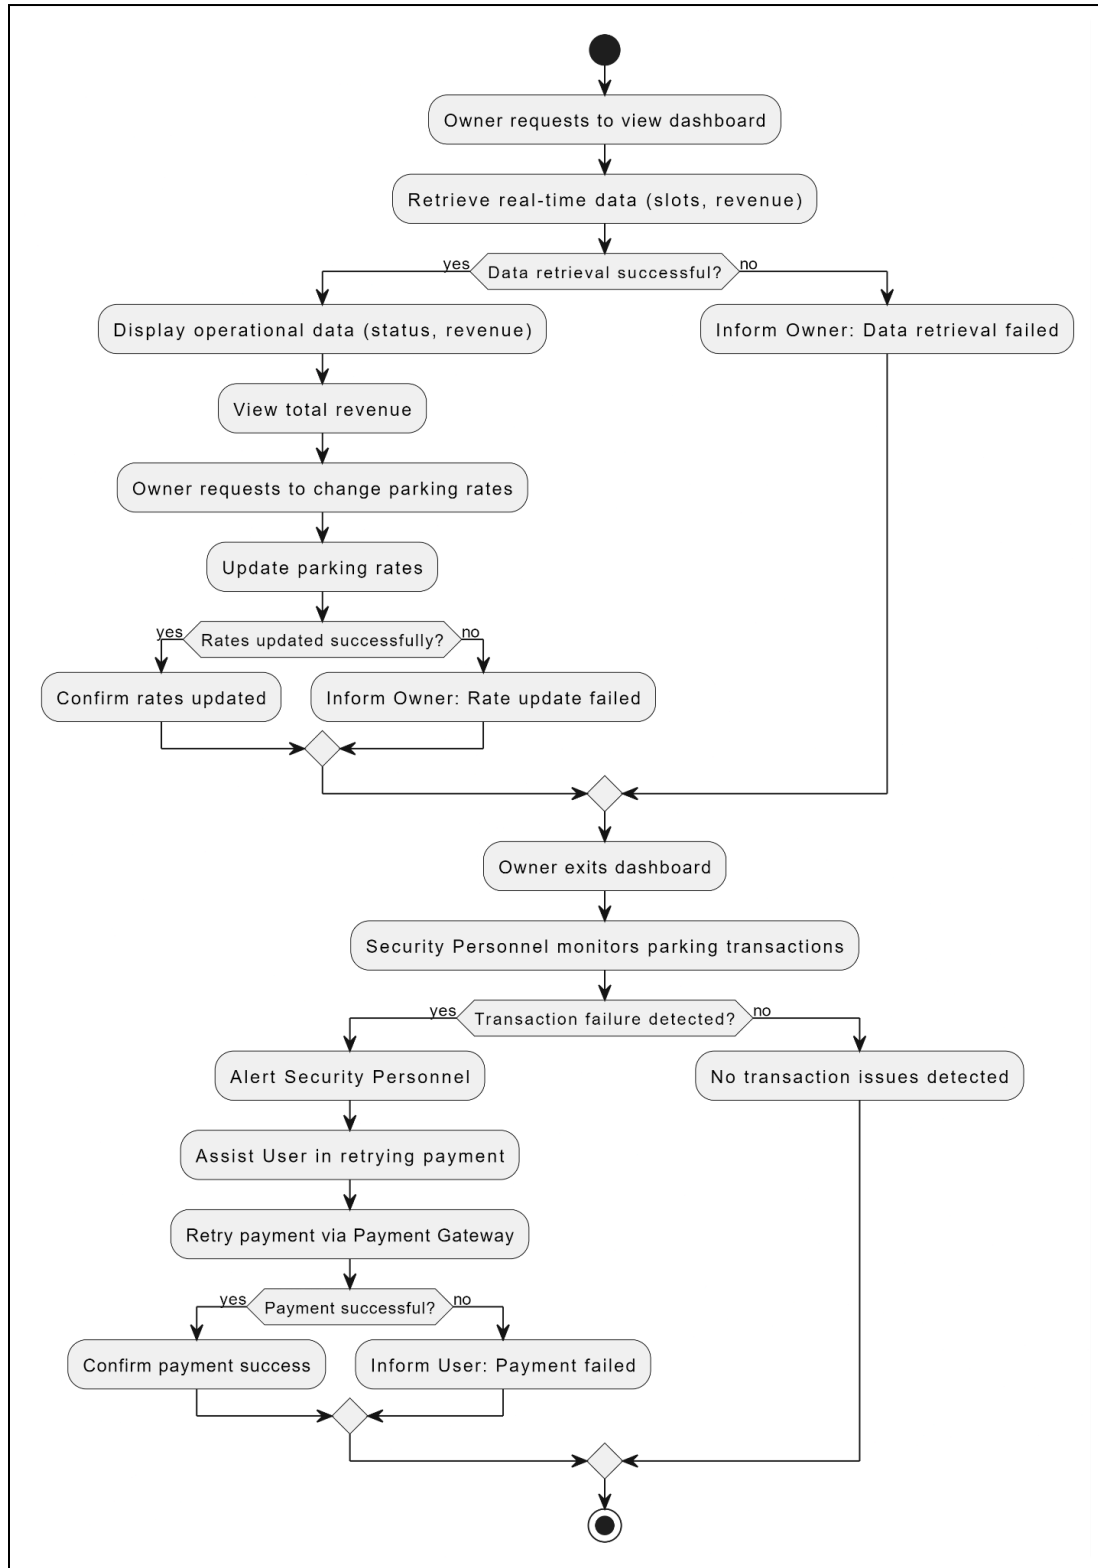 Owner requests to view dashboard
Retrieve real-time data (slots, revenue)
yes
Data retrieval successful?
no
Display operational data (status, revenue)
Inform Owner: Data retrieval failed
View total revenue
Owner requests to change parking rates
Update parking rates
yes
Rates updated successfully?
no
Confirm rates updated
Inform Owner: Rate update failed
Owner exits dashboard
Security Personnel monitors parking transactions
yes
Transaction failure detected?
no
Alert Security Personnel
No transaction issues detected
Assist User in retrying payment
Retry payment via Payment Gateway
yes
Payment successful?
no
Confirm payment success
Inform User: Payment failed